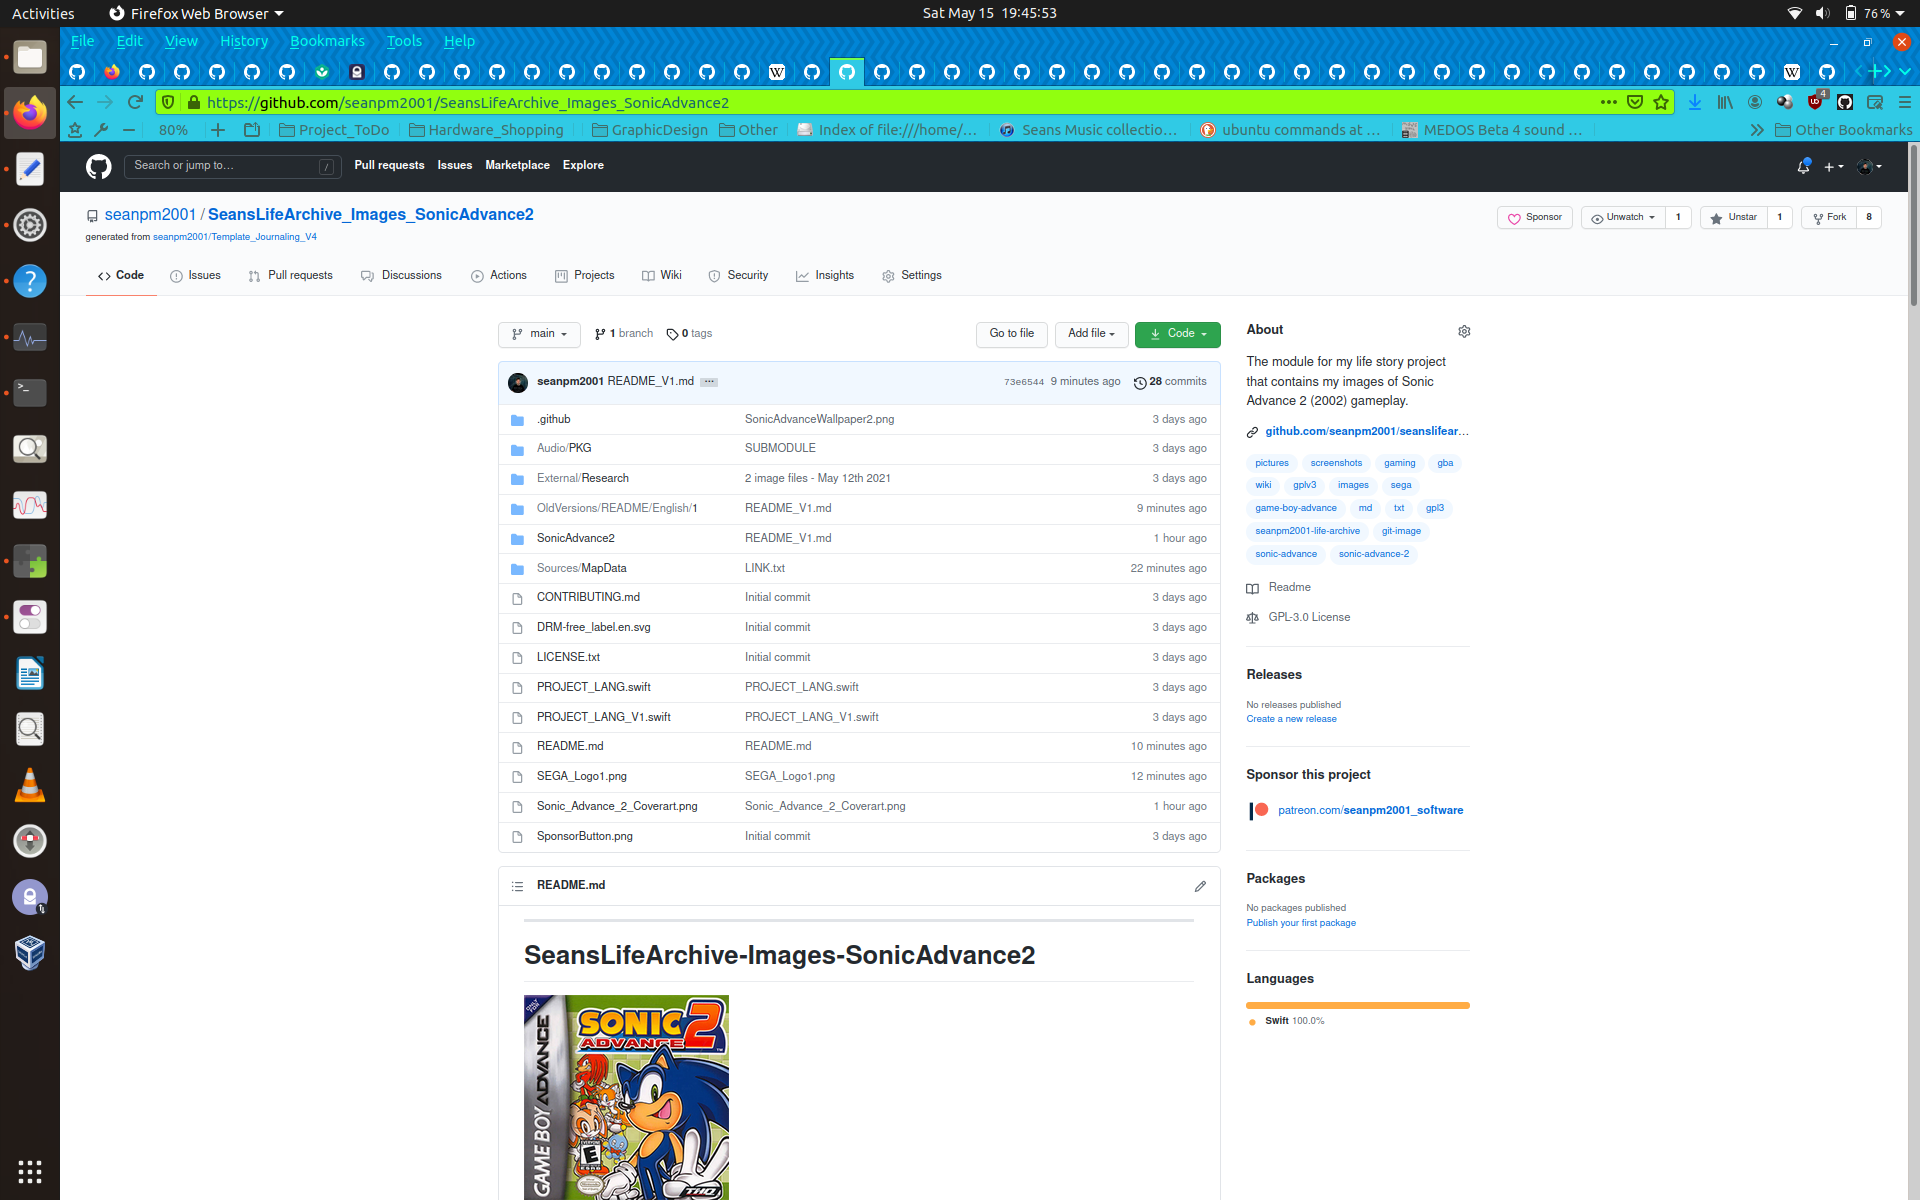 Activities Firefox Web Browser Sat May 15 19:45:53 76%
File Edit View History Bookmarks Tools Help
https://github.com/seanpm2001/SeansLifeArchive_Images_SonicAdvance2 4
80% Project_ToDo Hardware_Shopping GraphicDesign Other Index of file:///home/... Seans Music collectio... ubuntu commands at ... MEDOS Beta 4 sound ... Other Bookmarks
Search or jump to... / Pull requests Issues Marketplace Explore
seanpm2001 / SeansLifeArchive_Images_SonicAdvance2 Sponsor Unwatch 1 Unstar 1 Fork 8
generated from seanpm2001/Template_Journaling_V4
Code Issues Pull requests Discussions Actions Projects Wiki Security Insights Settings
main 1 branch 0 tags Go to file Add file Code
seanpm2001 README_V1.md ... 73e6544 9 minutes ago 28 commits
.github SonicAdvanceWallpaper2.png 3 days ago
Audio/PKG SUBMODULE 3 days ago
External/Research 2 image files - May 12th 2021 3 days ago
OldVersions/README/English/1 README_V1.md 9 minutes ago
SonicAdvance2 README_V1.md 1 hour ago
Sources/MapData LINK.txt 22 minutes ago
CONTRIBUTING.md Initial commit 3 days ago
DRM-free_label.en.svg Initial commit 3 days ago
LICENSE.txt Initial commit 3 days ago
PROJECT_LANG.swift PROJECT_LANG.swift 3 days ago
PROJECT_LANG_V1.swift PROJECT_LANG_V1.swift 3 days ago
README.md README.md 10 minutes ago
SEGA_Logo1.png SEGA_Logo1.png 12 minutes ago
Sonic_Advance_2_Coverart.png Sonic_Advance_2_Coverart.png 1 hour ago
SponsorButton.png Initial commit 3 days ago
README.md
SeansLifeArchive-Images-SonicAdvance2
ONLY FOR
GAME BOY ADVANCE
SONIC 2
ADVANCE
TM
E
THQ
About
The module for my life story project
that contains my images of Sonic
Advance 2 (2002) gameplay.
github.com/seanpm2001/seanslifear...
pictures screenshots gaming gba
wiki gplv3 images sega
game-boy-advance md txt gpl3
seanpm2001-life-archive git-image
sonic-advance sonic-advance-2
Readme
GPL-3.0 License
Releases
No releases published
Create a new release
Sponsor this project
patreon.com/seanpm2001_software
Packages
No packages published
Publish your first package
Languages
Swift 100.0%